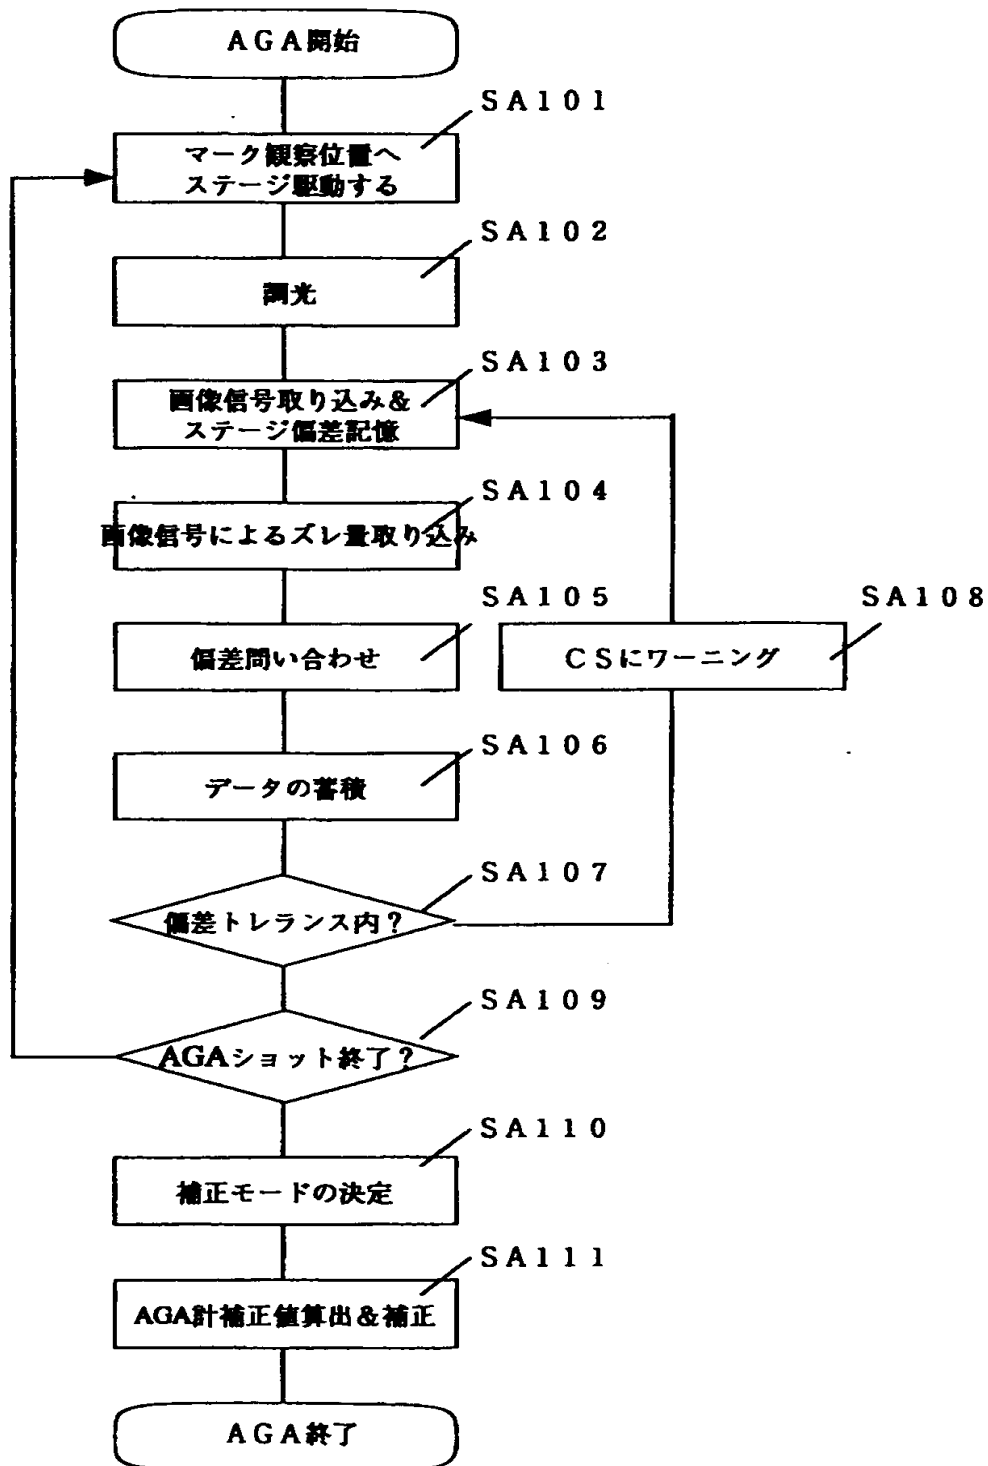 ＡＧＡ開始
ＳＡ１０１
マーク観察位置へ
ステージ駆動する
ＳＡ１０２
調光
ＳＡ１０３
画像信号取り込み＆
ステージ偏差記憶
ＳＡ１０４
画像信号によるズレ量取り込み
ＳＡ１０５
偏差問い合わせ
ＳＡ１０８
ＣＳにワーニング
ＳＡ１０６
データの蓄積
ＳＡ１０７
偏差トレランス内？
ＳＡ１０９
AGAショット終了？
ＳＡ１１０
補正モードの決定
ＳＡ１１１
AGA計補正値算出＆補正
ＡＧＡ終了